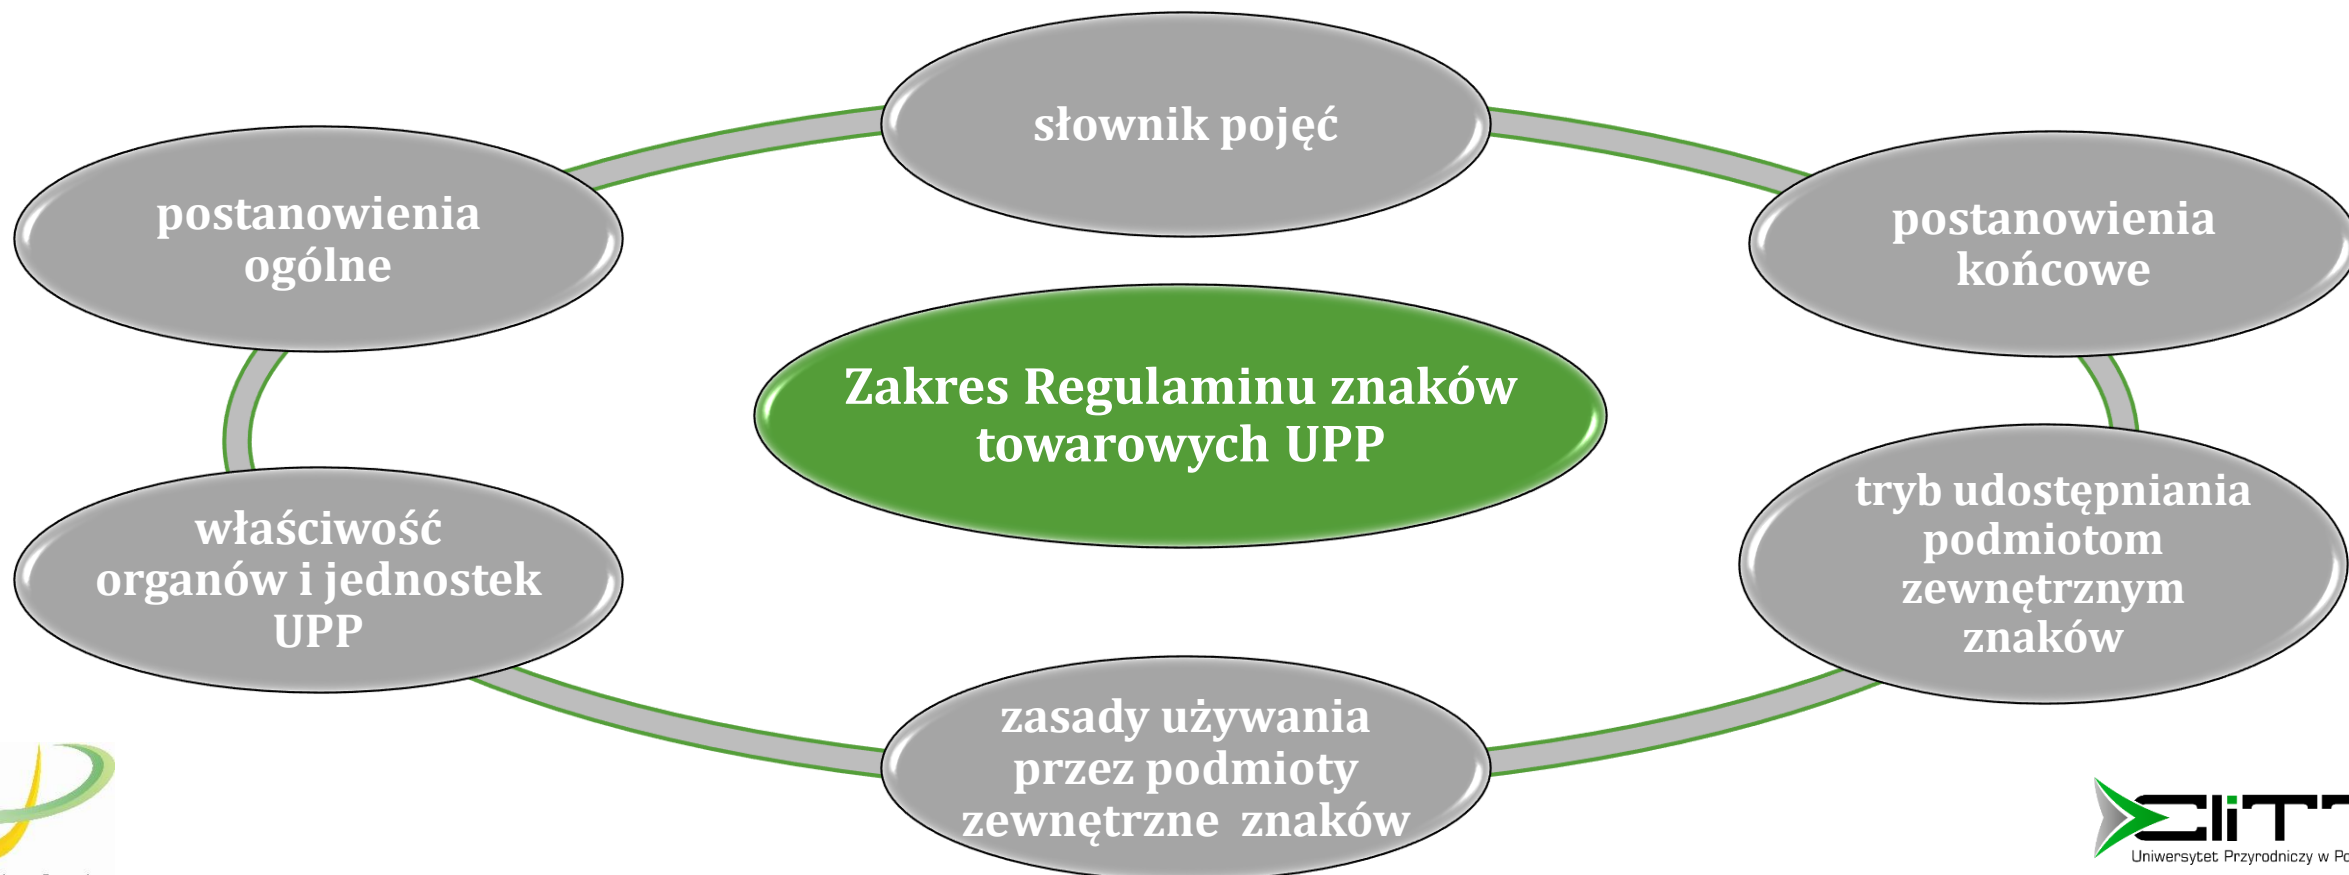 słownik pojęć
postanowienia
ogólne
postanowienia
końcowe
Zakres Regulaminu znaków
towarowych UPP
właściwość
organów i jednostek
UPP
tryb udostępniania
podmiotom
zewnętrznym
znaków
zasady używania
przez podmioty
zewnętrzne znaków
Uniwersytet Przyrodniczy w Po